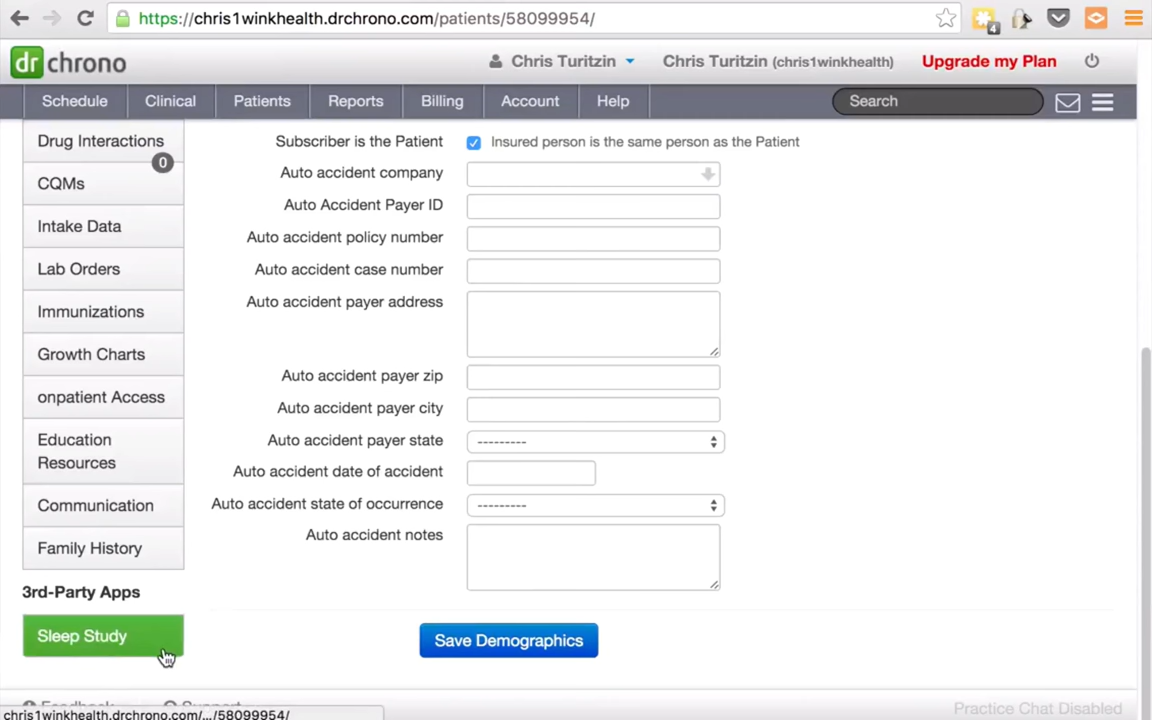 https://chris1winkhealth.drchrono.com/patients/58099954/
4
dr chrono
Chris Turitzin
Chris Turitzin (chris1winkhealth)
Upgrade my Plan
Schedule
Clinical
Patients
Reports
Billing
Account
Help
Search
Drug Interactions
0
CQMs
Intake Data
Lab Orders
Immunizations
Growth Charts
onpatient Access
Education
Resources
Communication
Family History
3rd-Party Apps
Sleep Study
Subscriber is the Patient
Insured person is the same person as the Patient
Auto accident company
Auto Accident Payer ID
Auto accident policy number
Auto accident case number
Auto accident payer address
Auto accident payer zip
Auto accident payer city
Auto accident payer state
---------
Auto accident date of accident
Auto accident state of occurrence
---------
Auto accident notes
Save Demographics
Feedback
Support
Practice Chat Disabled
chris1winkhealth.drchrono.com/.../58099954/